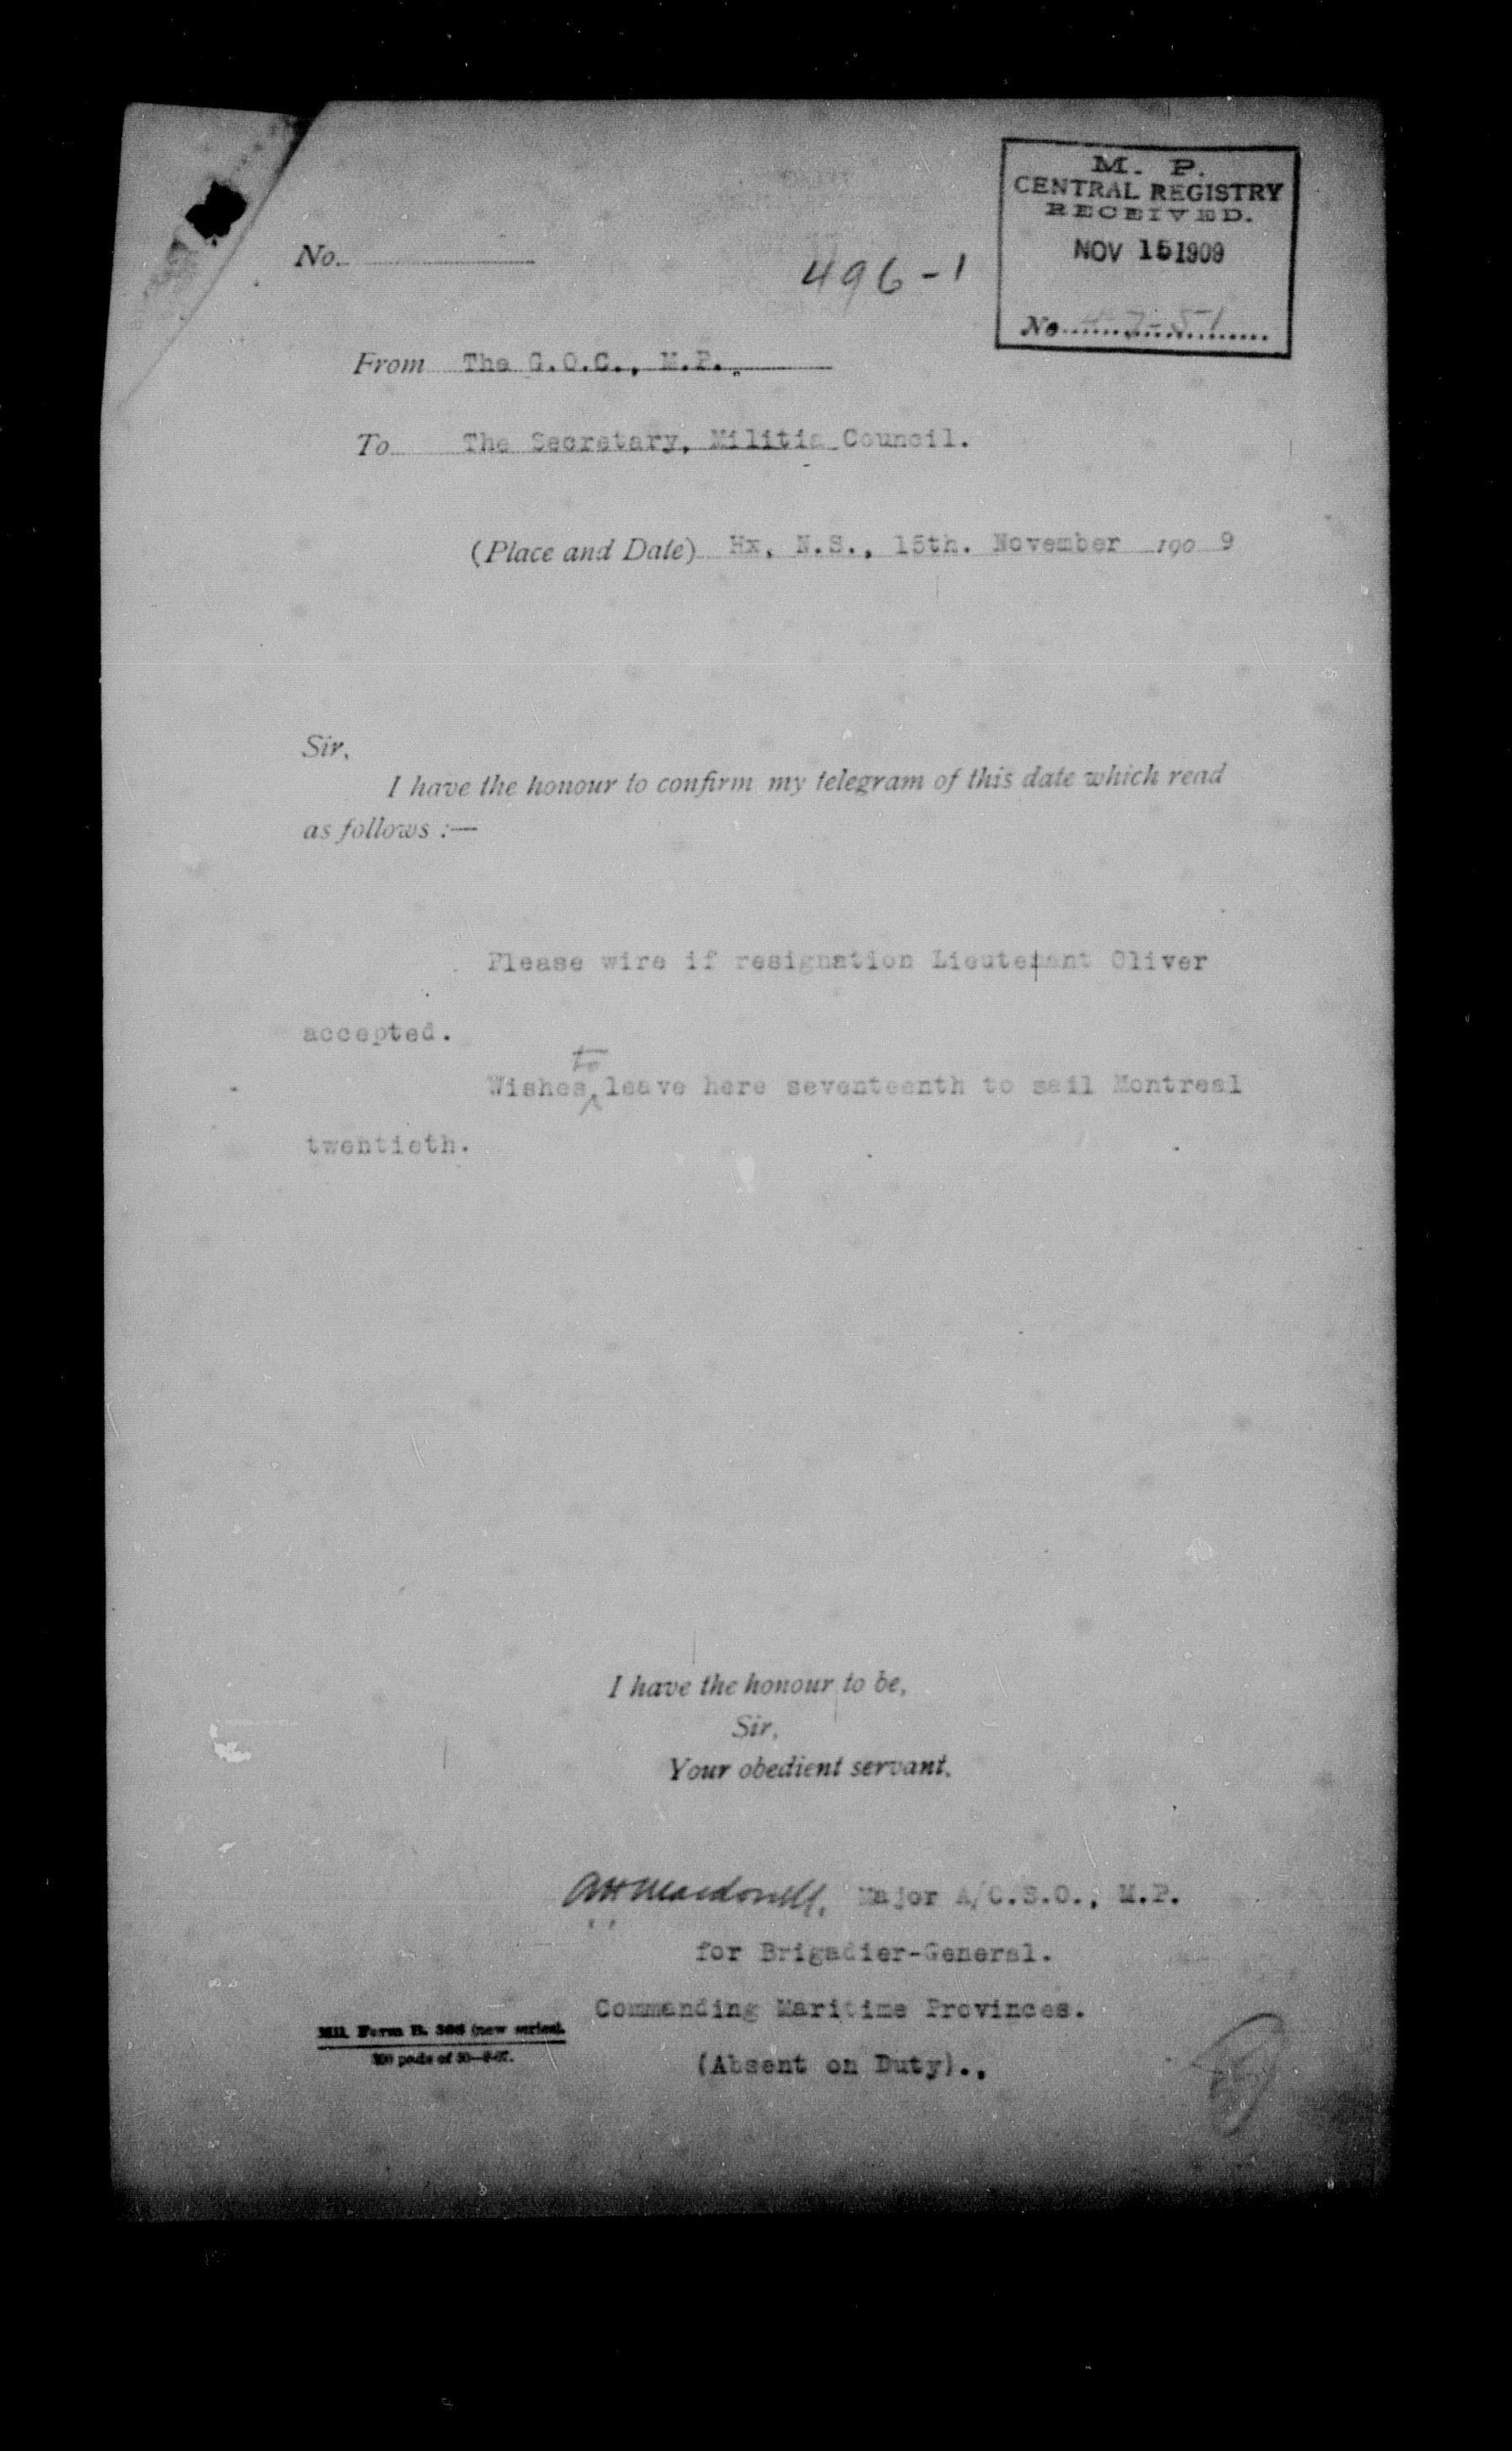 M. P.
CENTRAL REGISTRY
RECEIVED.
NOV 15 1909
No.
No.
496-1
From The G.O.C., M.P.
To The Secretary, Militia Council.
(Place and Date) Hx, N.S., 15th. November 190 9
Sir,
I have the honour to confirm my telegram of this date which read
as follows :—
Please wire if resignation Lieutenant Oliver
accepted.
to
Wishes leave here seventeenth to sail Montreal
twentieth.
I have the honour to be,
Sir,
Your obedient servant,
Major A/C.S.O., M.P.
for Brigadier-General.
Commanding Maritime Provinces.
Mil. Form B. (new series).
(Absent on Duty).,